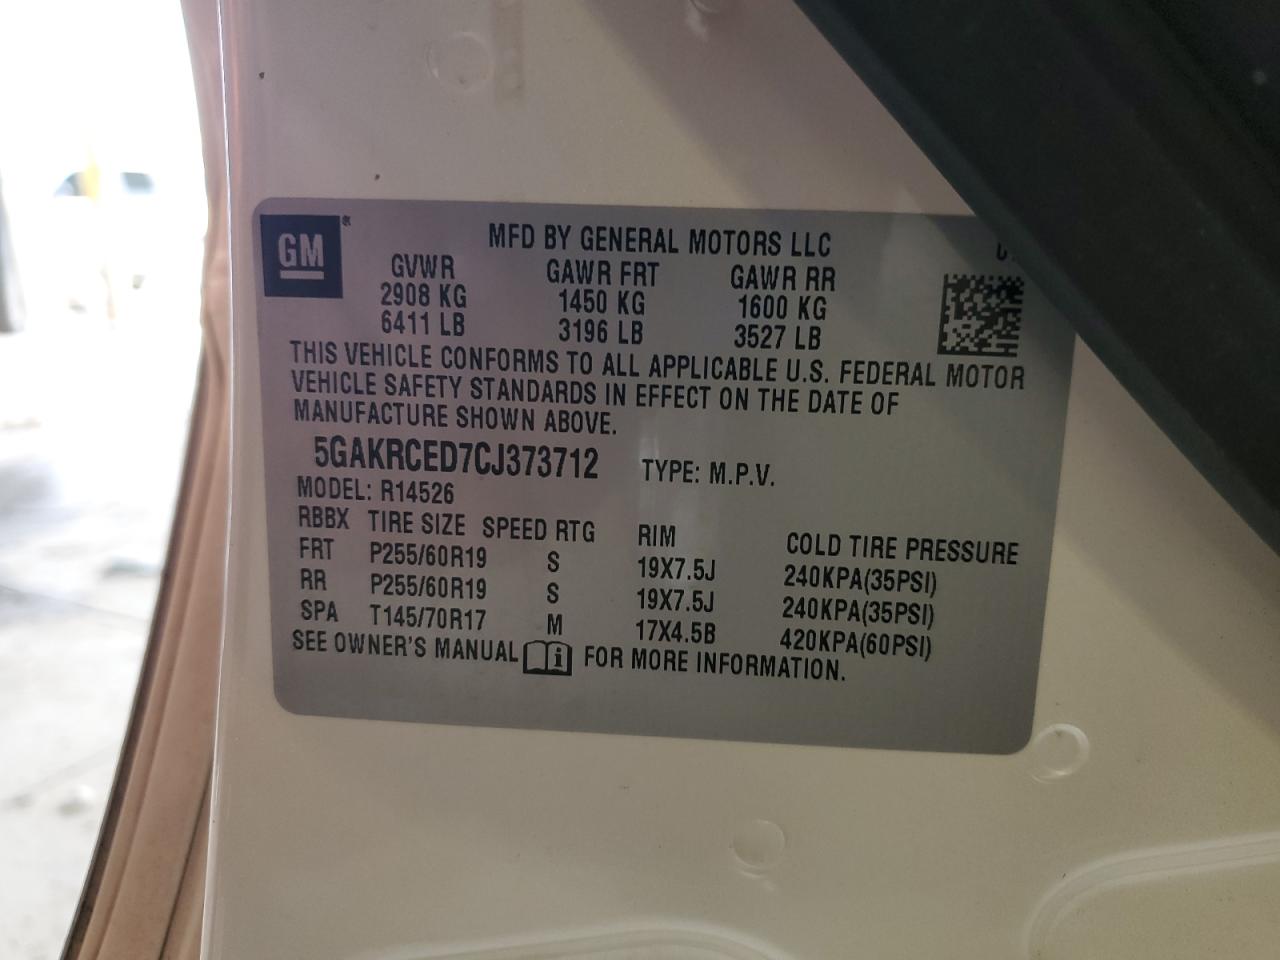 GM
MFD BY GENERAL MOTORS LLC
GVWR GAWR FRT GAWR RR
2908 KG 1450 KG 1600 KG
6411 LB 3196 LB 3527 LB
THIS VEHICLE CONFORMS TO ALL APPLICABLE U.S. FEDERAL MOTOR
VEHICLE SAFETY STANDARDS IN EFFECT ON THE DATE OF
MANUFACTURE SHOWN ABOVE.
5GAKRCED7CJ373712 TYPE: M.P.V.
MODEL: R14526
RBBX TIRE SIZE SPEED RTG RIM COLD TIRE PRESSURE
FRT P255/60R19 S 19X7.5J 240KPA(35PSI)
RR P255/60R19 S 19X7.5J 240KPA(35PSI)
SPA T145/70R17 M 17X4.5B 420KPA(60PSI)
SEE OWNER'S MANUAL FOR MORE INFORMATION.